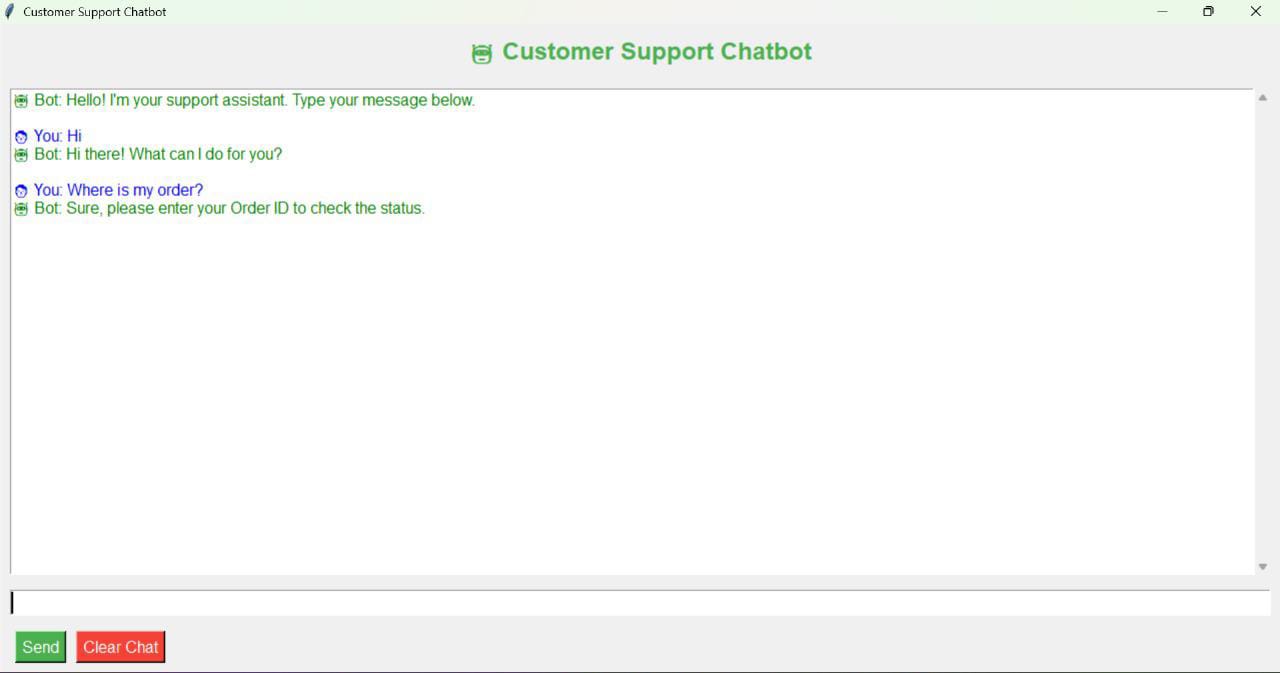 Customer Support Chatbot
Customer Support Chatbot
Bot: Hello! I'm your support assistant. Type your message below.
You: Hi
Bot: Hi there! What can I do for you?
You: Where is my order?
Bot: Sure, please enter your Order ID to check the status.
Send Clear Chat